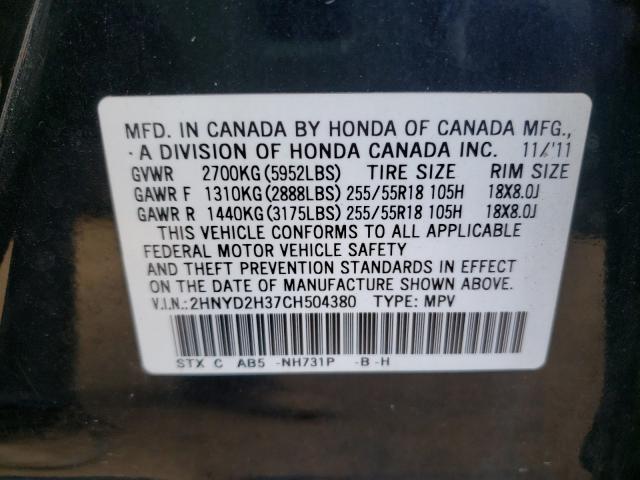 MFD. IN CANADA BY HONDA OF CANADA MFG.,
A DIVISION OF HONDA CANADA INC. 11/'11
GVWR 2700KG(5952LBS) TIRE SIZE RIM SIZE
GAWR F 1310KG(2888LBS) 255/55R18 105H 18X8.0J
GAWR R 1440KG(3175LBS) 255/55R18 105H 18X8.0J
THIS VEHICLE CONFORMS TO ALL APPLICABLE
FEDERAL MOTOR VEHICLE SAFETY
AND THEFT PREVENTION STANDARDS IN EFFECT
ON THE DATE OF MANUFACTURE SHOWN ABOVE.
V.I.N.:2HNYD2H37CH504380 TYPE: MPV
STX C AB5 -NH731P -B -H